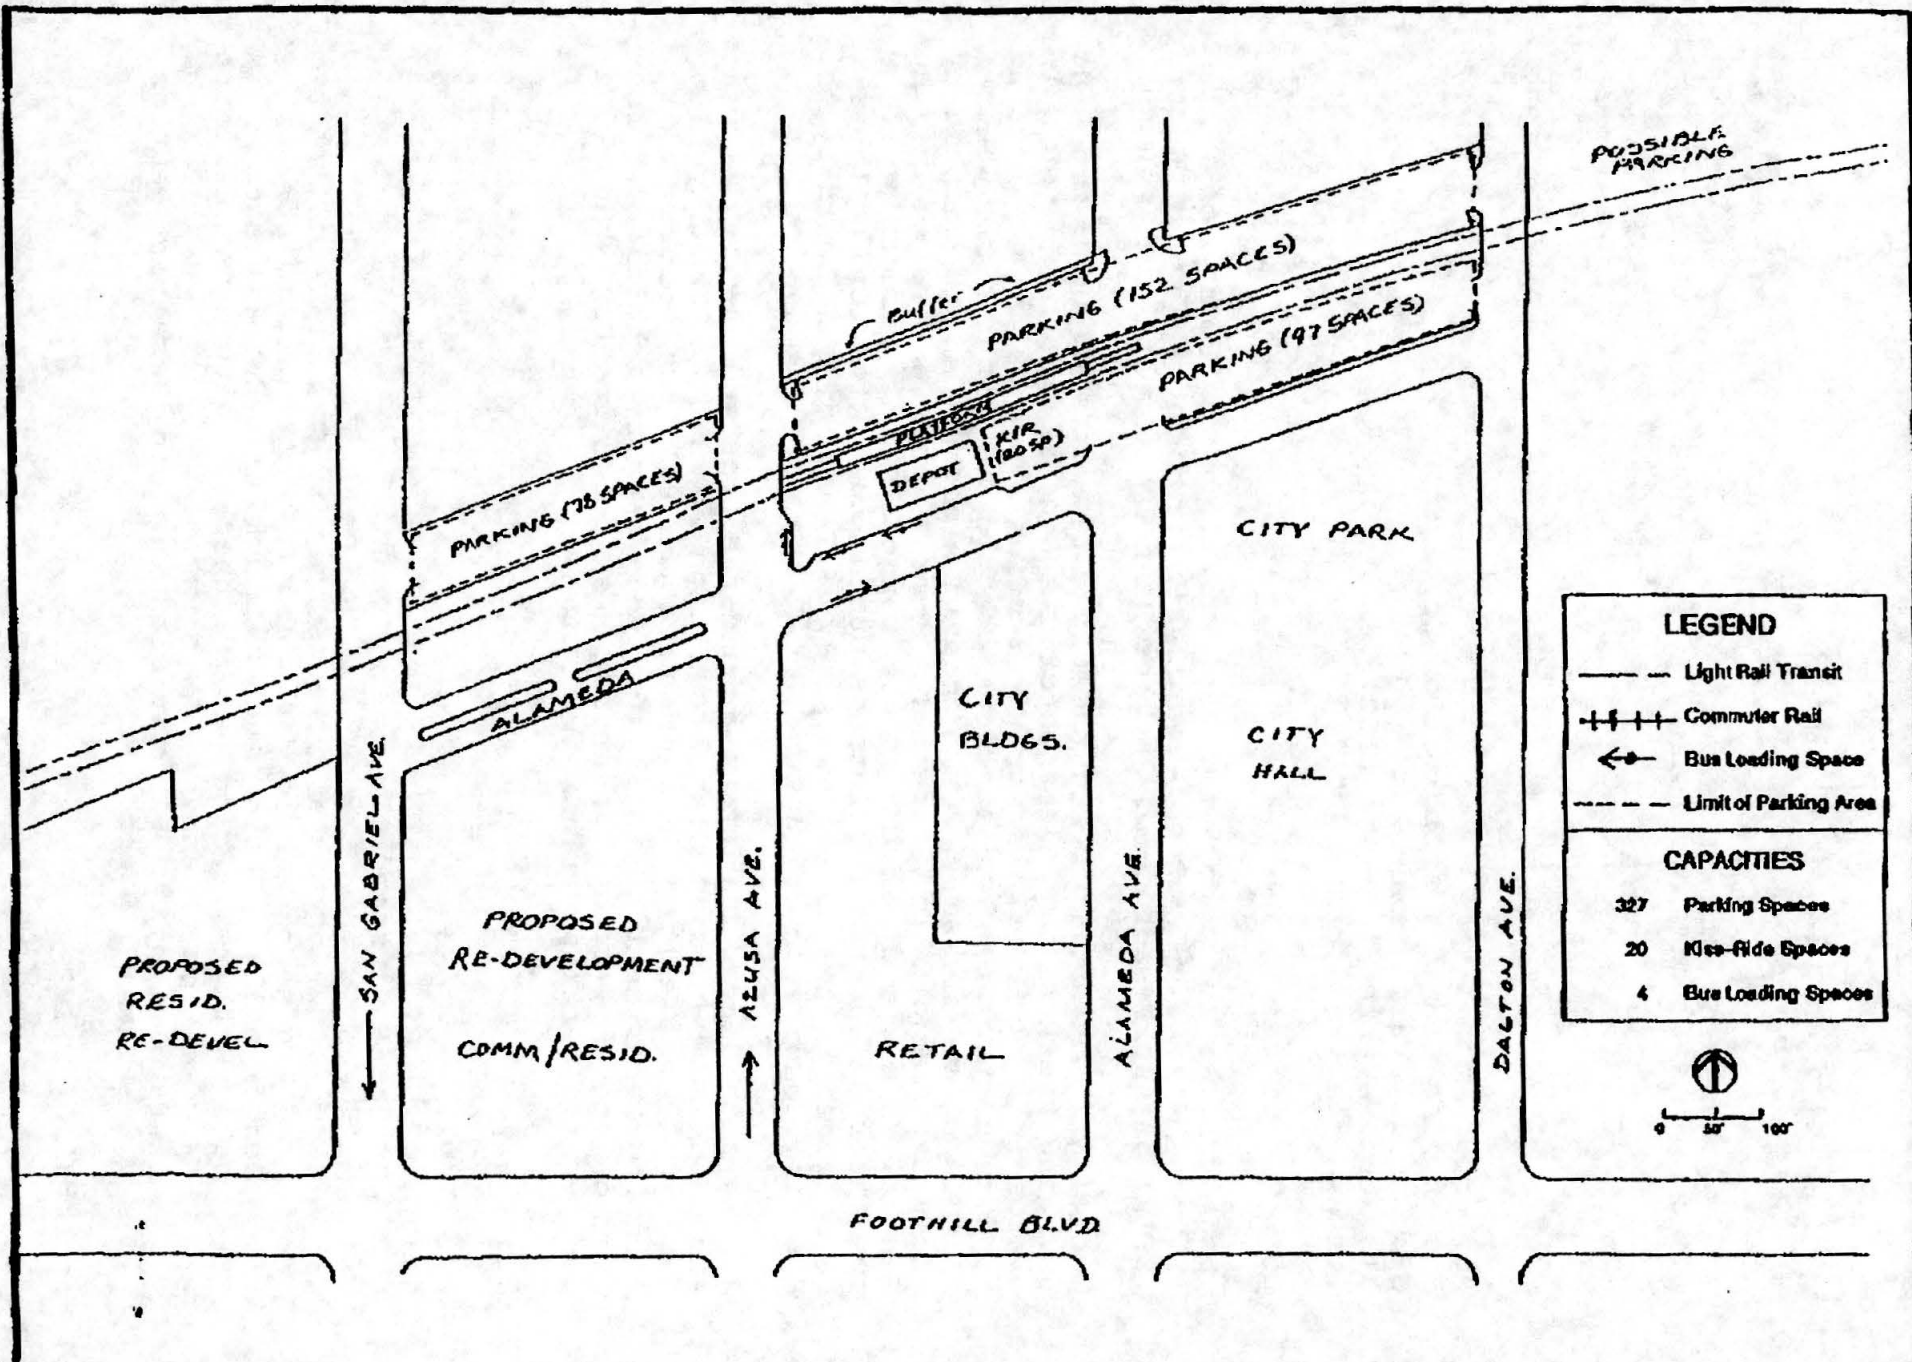 POSSIBLE
PARKING
Buffer
PARKING (152 SPACES)
PARKING (97 SPACES)
PLATFORM
K/R
(20 SP)
DEPOT
PARKING (78 SPACES)
CITY PARK
ALAMEDA
CITY
BLDGS.
CITY
HALL
SAN GABRIEL AVE.
AZUSA AVE.
ALAMEDA AVE.
DALTON AVE.
PROPOSED
RESID.
RE-DEVEL
PROPOSED
RE-DEVELOPMENT
COMM/RESID.
RETAIL
FOOTHILL BLVD
LEGEND
Light Rail Transit
Commuter Rail
Bus Loading Space
Limit of Parking Area
CAPACITIES
327 Parking Spaces
20 Kiss-Ride Spaces
4 Bus Loading Spaces
0 50' 100'